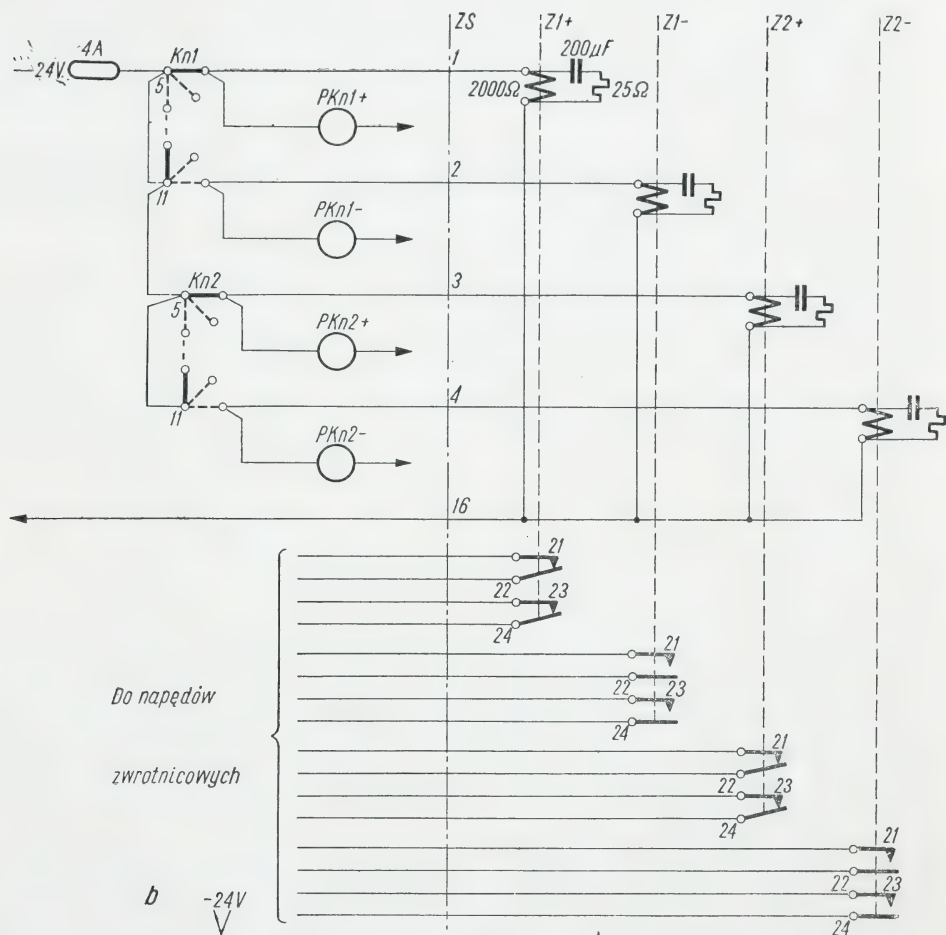 ZS Z1+ Z1- Z2+ Z2-
24V 4A Kn1 1 200μF
5 2000Ω 25Ω
PKn1+
11 2
PKn1-
Kn2 3
5
PKn2+
11 4
PKn2-
16
21
22 23
24
21
22 23
24
Do napędów
21
zwrotnicowych
22 23
24
21
b -24V
22 23
24